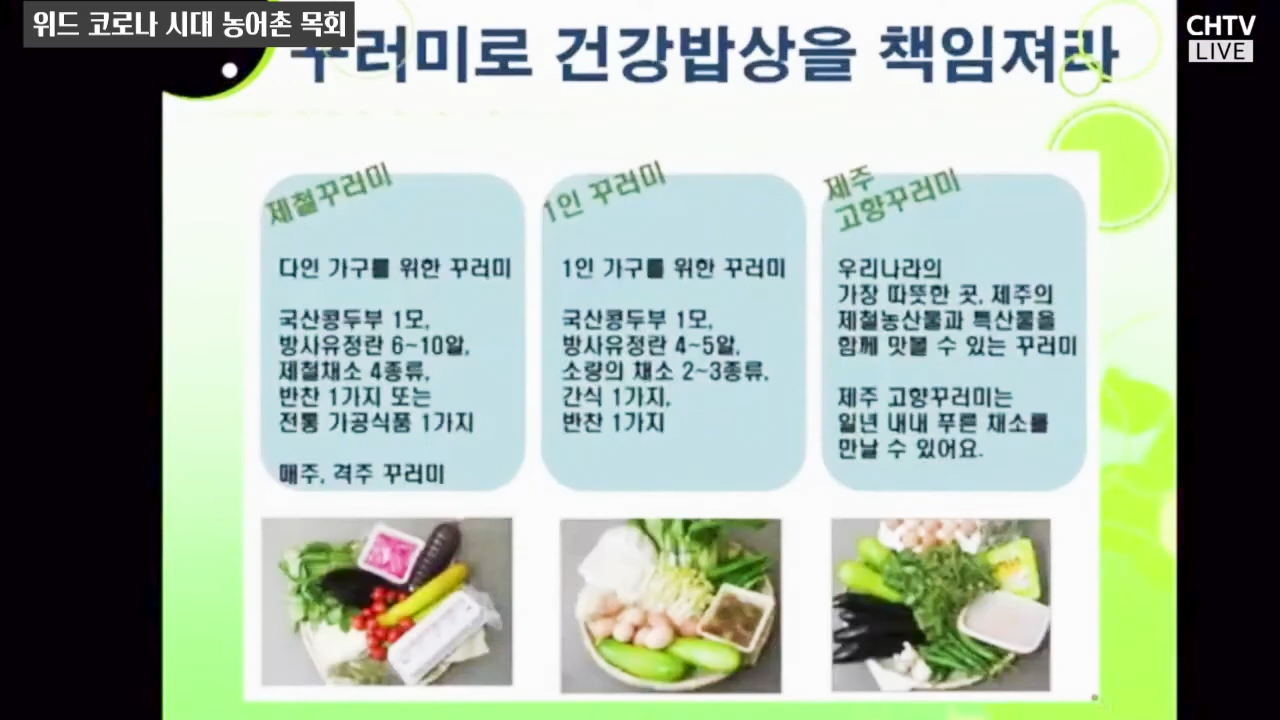 위드 코로나 시대 농어촌 목회
CHTV
LIVE
꾸러미로 건강밥상을 책임져라
제철꾸러미
다인 가구를 위한 꾸러미
국산콩두부 1모,
방사유정란 6~10알,
제철채소 4종류,
반찬 1가지 또는
전통 가공식품 1가지
매주, 격주 꾸러미
1인 꾸러미
1인 가구를 위한 꾸러미
국산콩두부 1모,
방사유정란 4~5알,
소량의 채소 2~3종류,
간식 1가지,
반찬 1가지
제주
고향꾸러미
우리나라의
가장 따뜻한 곳, 제주의
제철농산물과 특산물을
함께 맛볼 수 있는 꾸러미
제주 고향꾸러미는
일년 내내 푸른 채소를
만날 수 있어요.